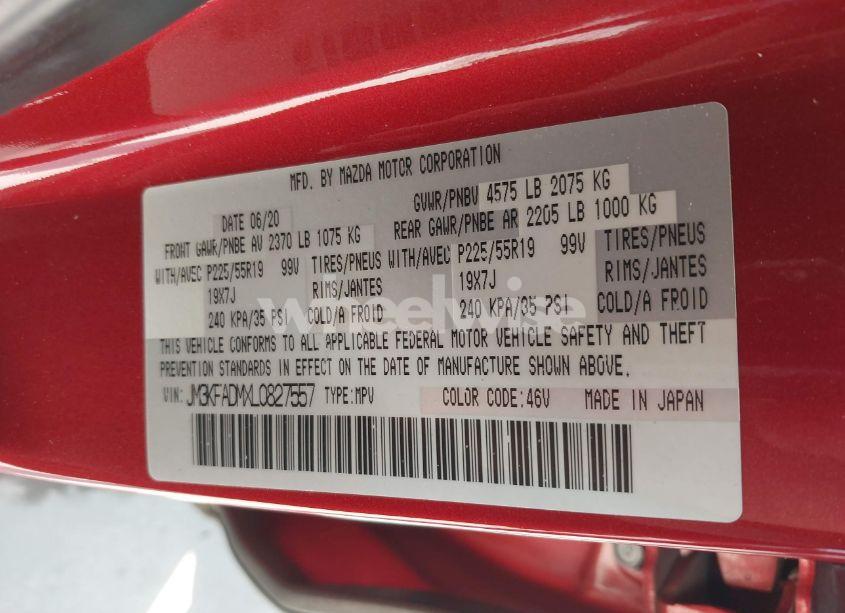 MFD. BY MAZDA MOTOR CORPORATION
DATE 06/20 GVWR/PNBV 4575 LB 2075 KG
FRONT GAWR/PNBE AV 2370 LB 1075 KG REAR GAWR/PNBE AR 2205 LB 1000 KG
WITH/AVEC P225/55R19 99V TIRES/PNEUS WITH/AVEC P225/55R19 99V TIRES/PNEUS
19X7J RIMS/JANTES 19X7J RIMS/JANTES
240 KPA/35 PSI COLD/A FROID 240 KPA/35 PSI COLD/A FROID
THIS VEHICLE CONFORMS TO ALL APPLICABLE FEDERAL MOTOR VEHICLE SAFETY AND THEFT
PREVENTION STANDARDS IN EFFECT ON THE DATE OF MANUFACTURE SHOWN ABOVE.
VIN: JM3KFADMXL0827557 TYPE:MPV COLOR CODE:46V MADE IN JAPAN
wheelwise